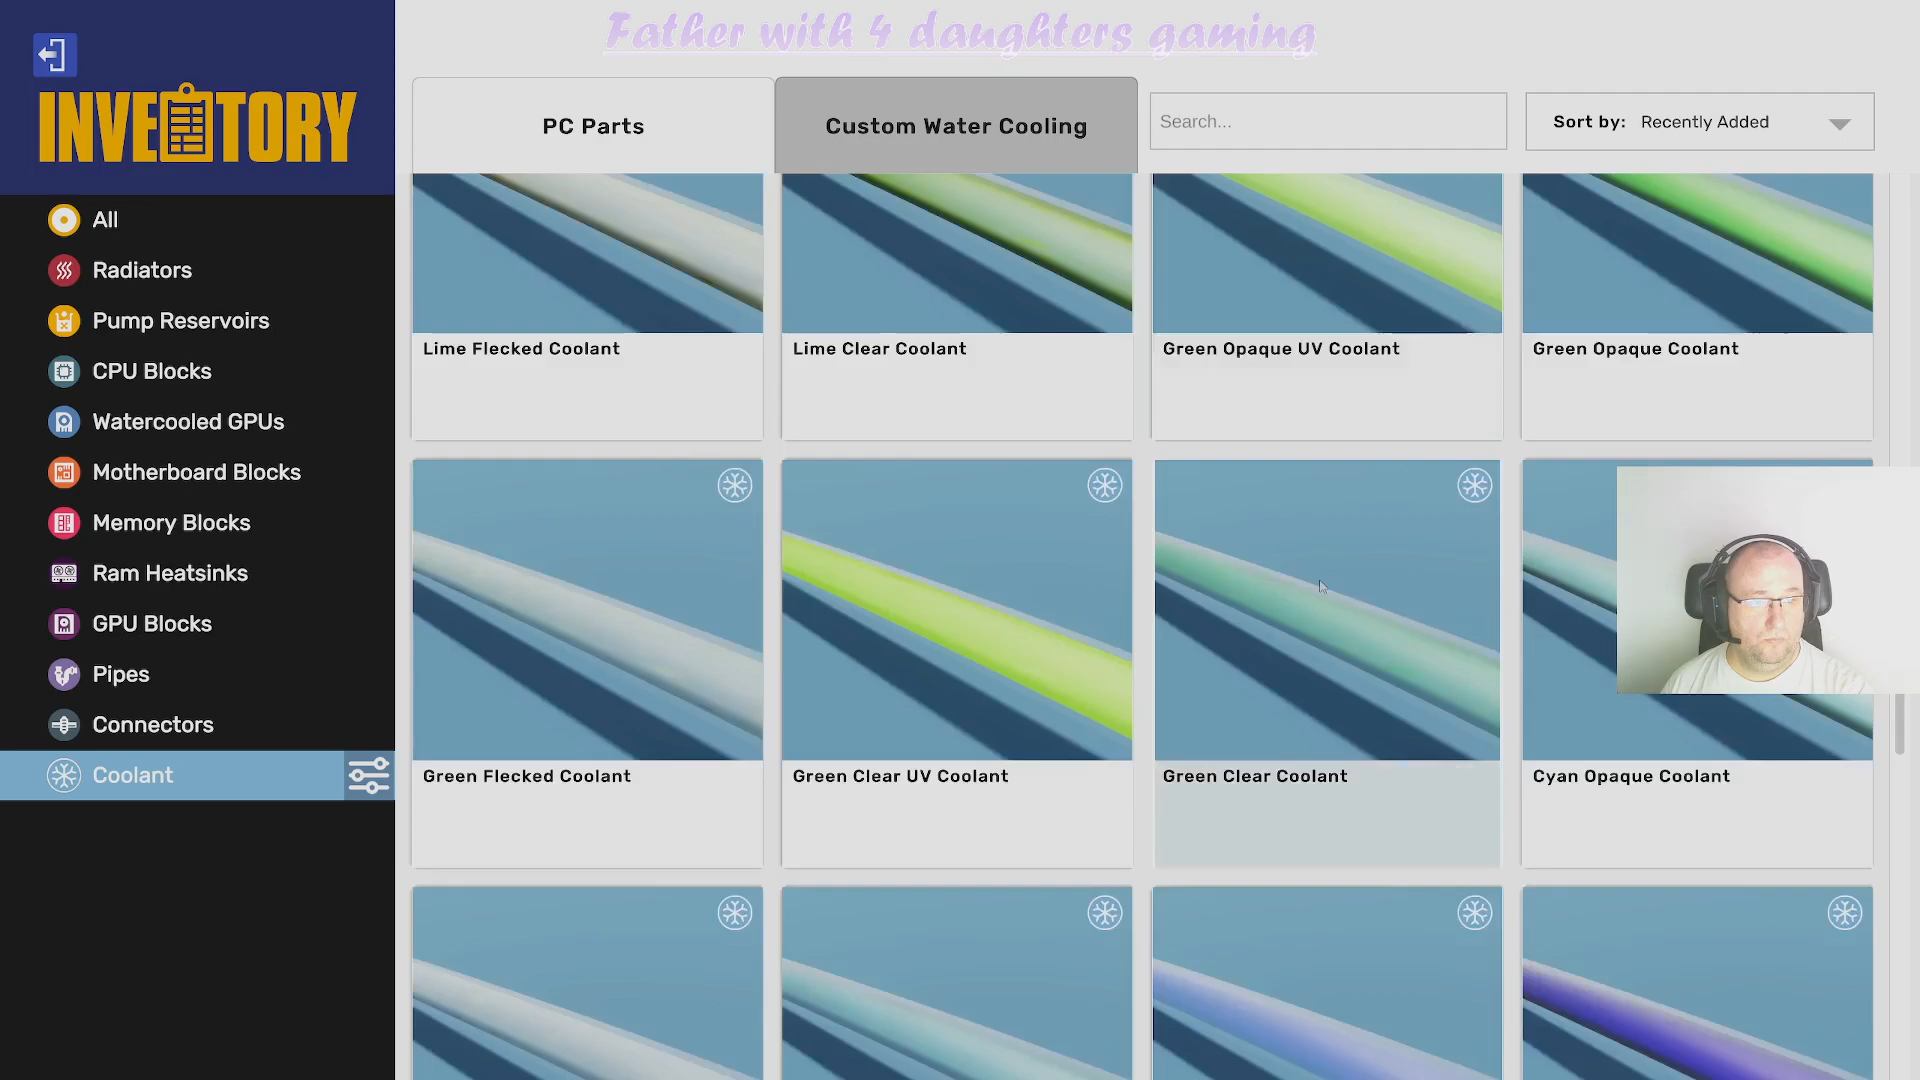 Father with 4 daughters gaming
INVENTORY
PC Parts
Custom Water Cooling
Search...
Sort by: Recently Added
All
Radiators
Pump Reservoirs
CPU Blocks
Watercooled GPUs
Motherboard Blocks
Memory Blocks
Ram Heatsinks
GPU Blocks
Pipes
Connectors
Coolant
Lime Flecked Coolant
Lime Clear Coolant
Green Opaque UV Coolant
Green Opaque Coolant
Green Flecked Coolant
Green Clear UV Coolant
Green Clear Coolant
Cyan Opaque Coolant